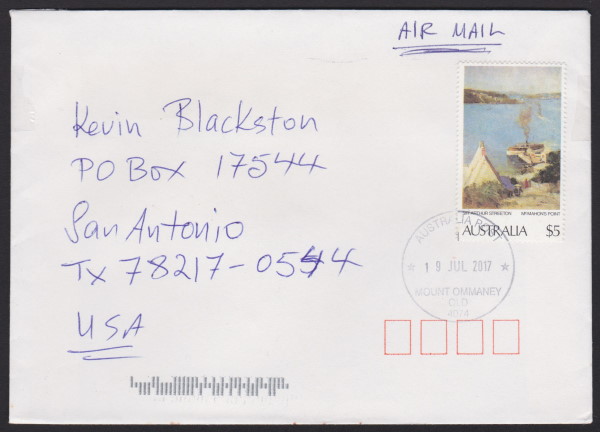 AIR MAIL
Kevin Blackston
PO Box 17544
San Antonio
Tx 78217-0544
USA
SIR ARTHUR STREETON McMAHON'S POINT
AUSTRALIA $5
AUSTRALIA POST
★ 19 JUL 2017 ★
MOUNT OMMANEY
QLD
4074